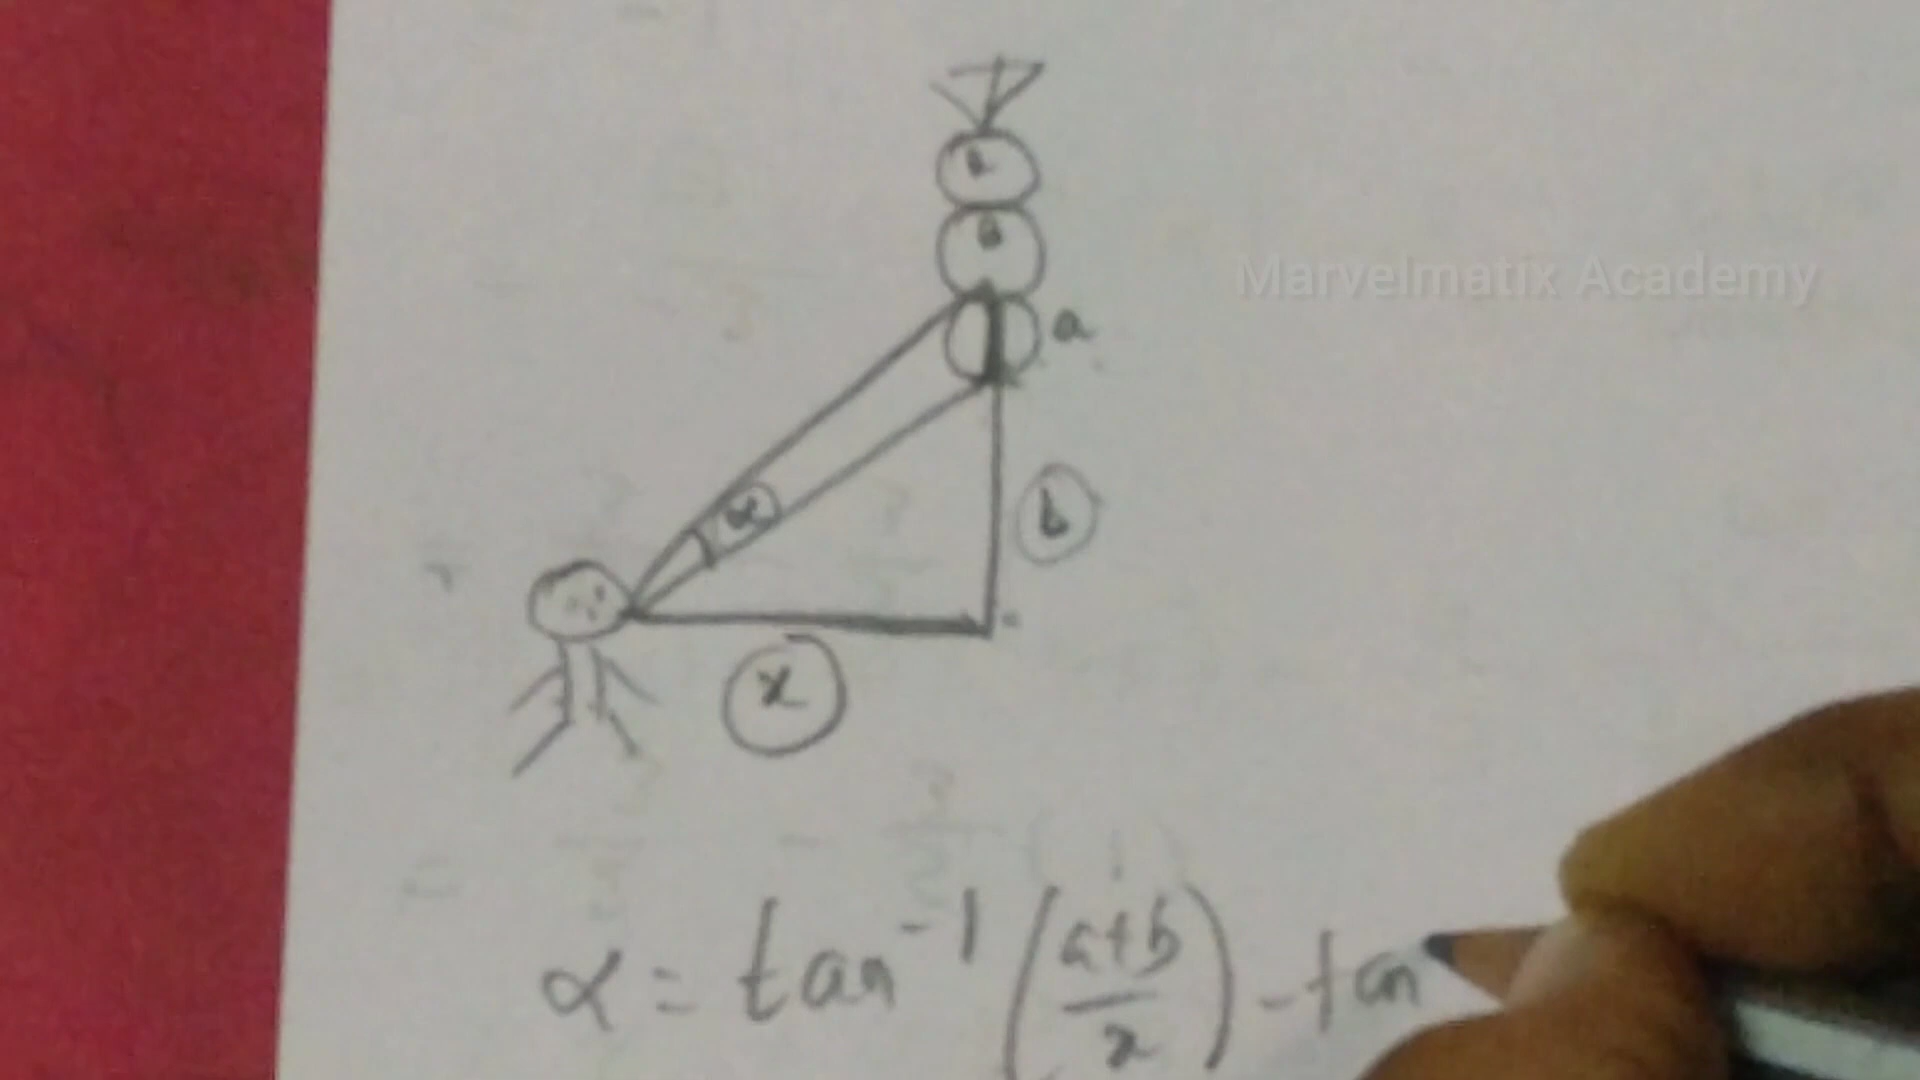 Marvelmatix Academy
a
α
b
x
α = tan⁻¹ (a+b/x) - tan